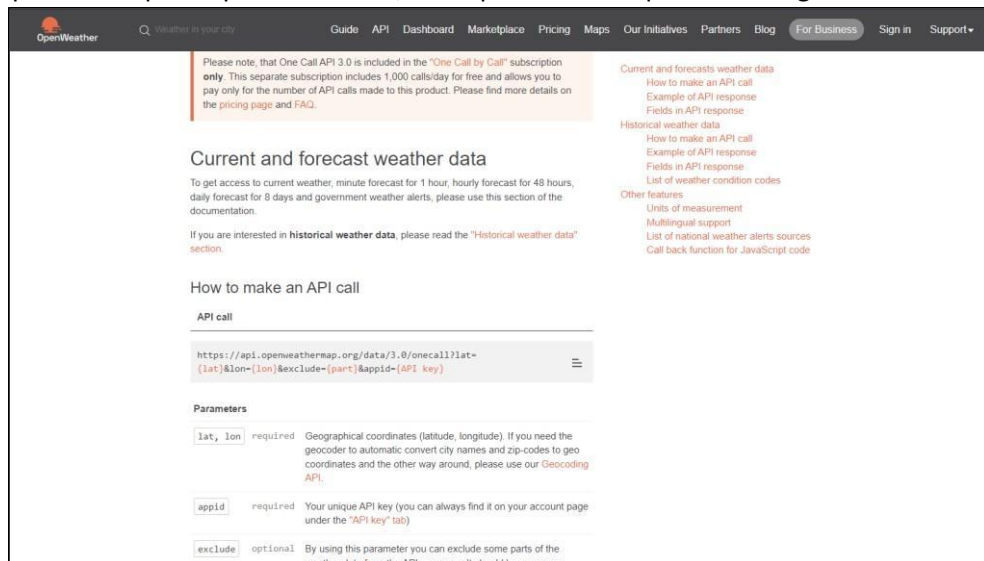 OpenWeather
Weather in your city
Guide API Dashboard Marketplace Pricing Maps Our Initiatives Partners Blog For Business Sign in Support
Please note, that One Call API 3.0 is included in the "One Call by Call" subscription
only. This separate subscription includes 1,000 calls/day for free and allows you to
pay only for the number of API calls made to this product. Please find more details on
the pricing page and FAQ.
Current and forecast weather data
To get access to current weather, minute forecast for 1 hour, hourly forecast for 48 hours,
daily forecast for 8 days and government weather alerts, please use this section of the
documentation.
If you are interested in historical weather data, please read the "Historical weather data"
section.
How to make an API call
API call
https://api.openweathermap.org/data/3.0/onecall?lat=
{lat}&lon={lon}&exclude={part}&appid={API key}
Parameters
lat, lon required Geographical coordinates (latitude, longitude). If you need the
geocoder to automatic convert city names and zip-codes to geo
coordinates and the other way around, please use our Geocoding
API.
appid required Your unique API key (you can always find it on your account page
under the "API key" tab)
exclude optional By using this parameter you can exclude some parts of the
Current and forecasts weather data
How to make an API call
Example of API response
Fields in API response
Historical weather data
How to make an API call
Example of API response
Fields in API response
List of weather condition codes
Other features
Units of measurement
Multilingual support
List of national weather alerts sources
Call back function for JavaScript code